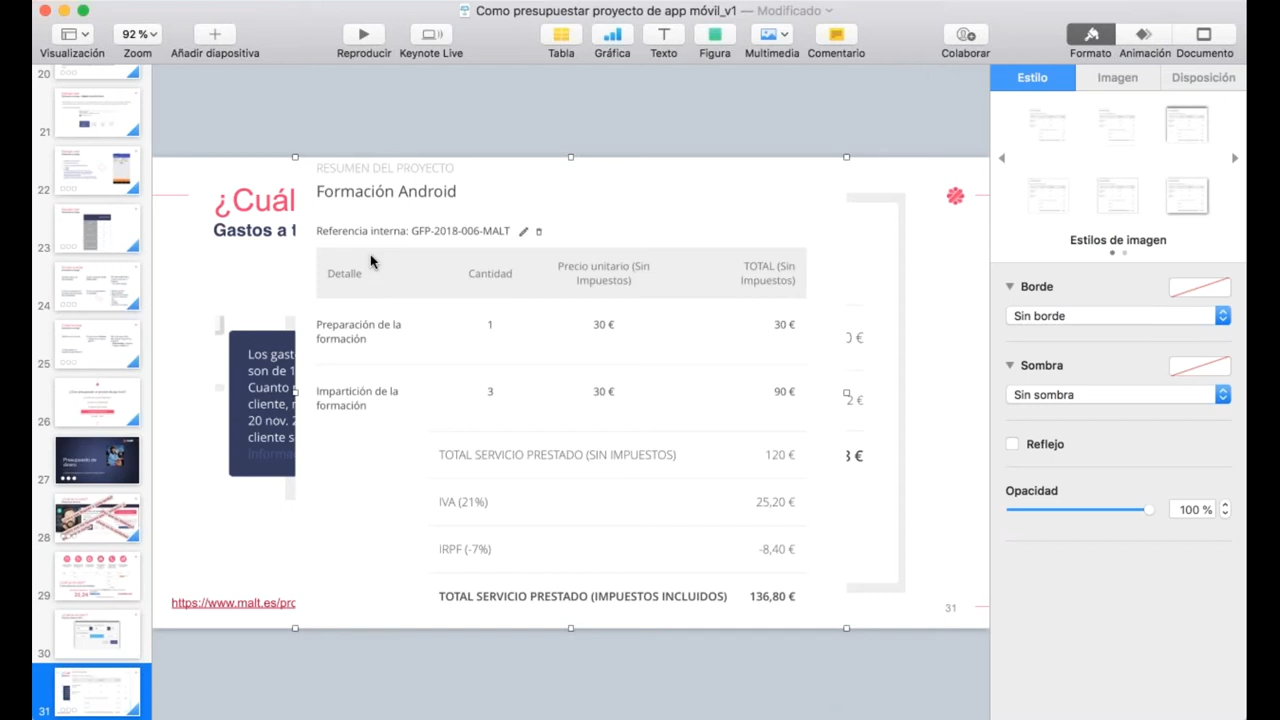 Como presupuestar proyecto de app móvil_v1 — Modificado
92 %
Visualización
Zoom
Añadir diapositiva
Reproducir
Keynote Live
Tabla
Gráfica
Texto
Figura
Multimedia
Comentario
Colaborar
Formato
Animación
Documento
20
21
22
23
24
25
26
27
28
29
30
31
¿Cuál
Gastos a t
Los gast
son de 1
Cuanto
cliente, r
20 nov. 2
cliente s
https://www.malt.es/pro
RESUMEN DEL PROYECTO
Formación Android
Referencia interna: GFP-2018-006-MALT
Detalle
Cantidad
Precio unitario (Sin
Impuestos)
TOTAL (Sin
Impuestos)
Preparación de la
formación
1
30 €
30 €
Impartición de la
formación
3
30 €
90 €
TOTAL SERVICIO PRESTADO (SIN IMPUESTOS)
120 €
IVA (21%)
25,20 €
IRPF (-7%)
-8,40 €
TOTAL SERVICIO PRESTADO (IMPUESTOS INCLUIDOS)
136,80 €
0 €
2 €
3 €
31
Estilo
Imagen
Disposición
Estilos de imagen
Borde
Sin borde
Sombra
Sin sombra
Reflejo
Opacidad
100 %